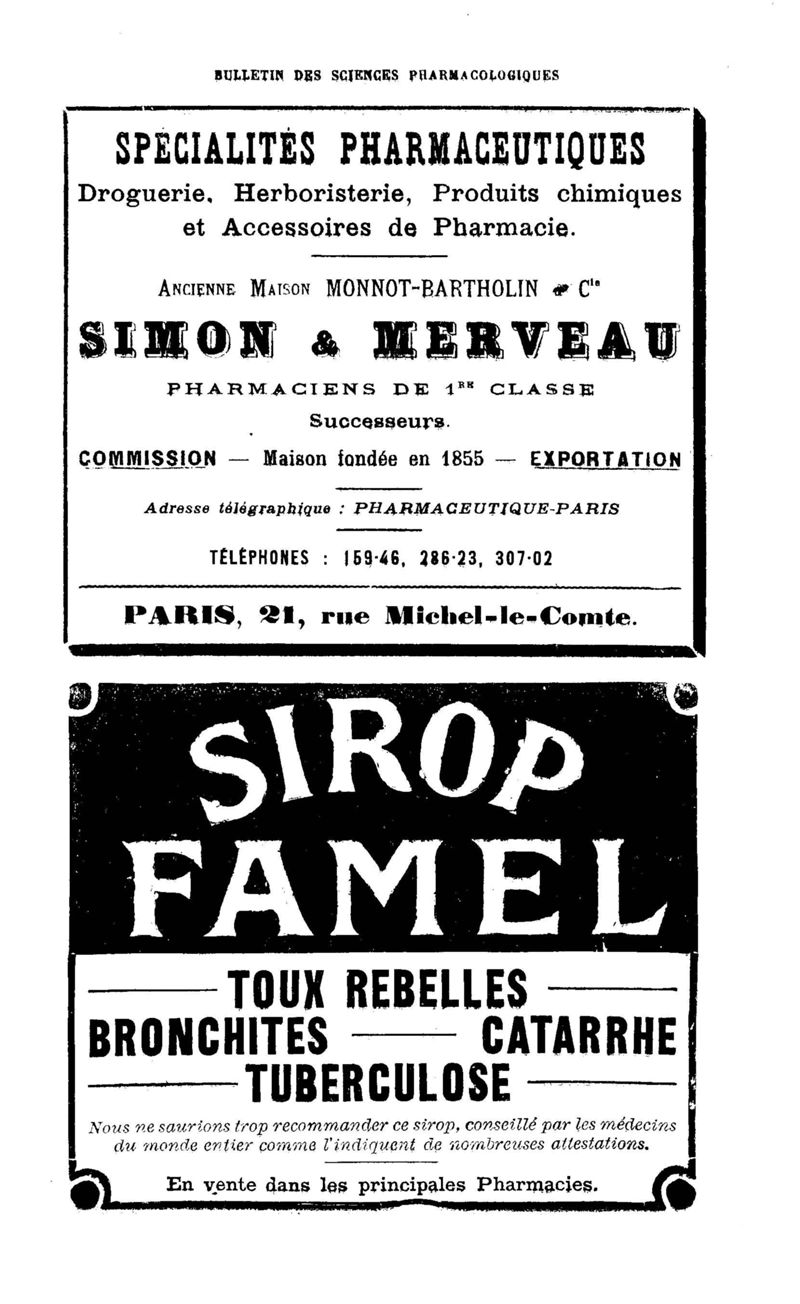 BULLETIN DES SCIENCES PHARMACOLOGIQUES
SPÉCIALITÉS PHARMACEUTIQUES
Droguerie, Herboristerie, Produits chimiques
et Accessoires de Pharmacie.
ANCIENNE MAISON MONNOT-BARTHOLIN & Cie
SIMON & MERVEAU
PHARMACIENS DE 1RE CLASSE
Successeurs.
COMMISSION — Maison fondée en 1855 — EXPORTATION
Adresse télégraphique : PHARMACEUTIQUE-PARIS
TÉLÉPHONES : 159·46, 286·23, 307·02
PARIS, 21, rue Michel-le-Comte.
SIROP
FAMEL
TOUX REBELLES
BRONCHITES — CATARRHE
TUBERCULOSE
Nous ne saurions trop recommander ce sirop, conseillé par les médecins
du monde entier comme l'indiquent de nombreuses attestations.
En vente dans les principales Pharmacies.